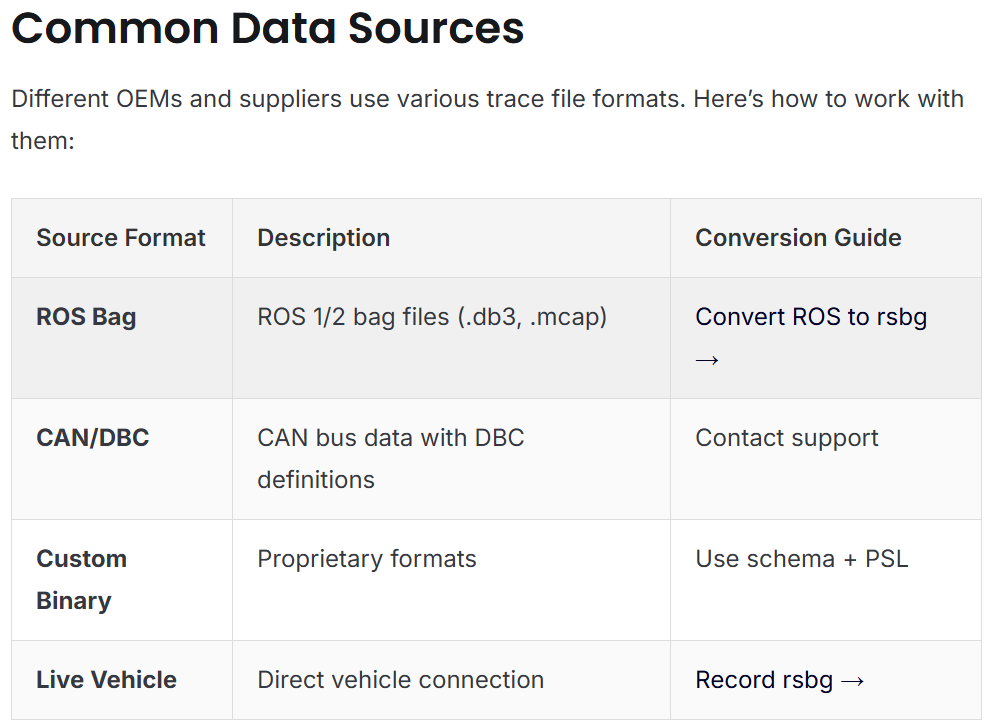 Common Data Sources
Different OEMs and suppliers use various trace file formats. Here’s how to work with
them:
Source Format Description Conversion Guide
ROS Bag ROS 1/2 bag files (.db3, .mcap) Convert ROS to rsbg
→
CAN/DBC CAN bus data with DBC Contact support
definitions
Custom Proprietary formats Use schema + PSL
Binary
Live Vehicle Direct vehicle connection Record rsbg →